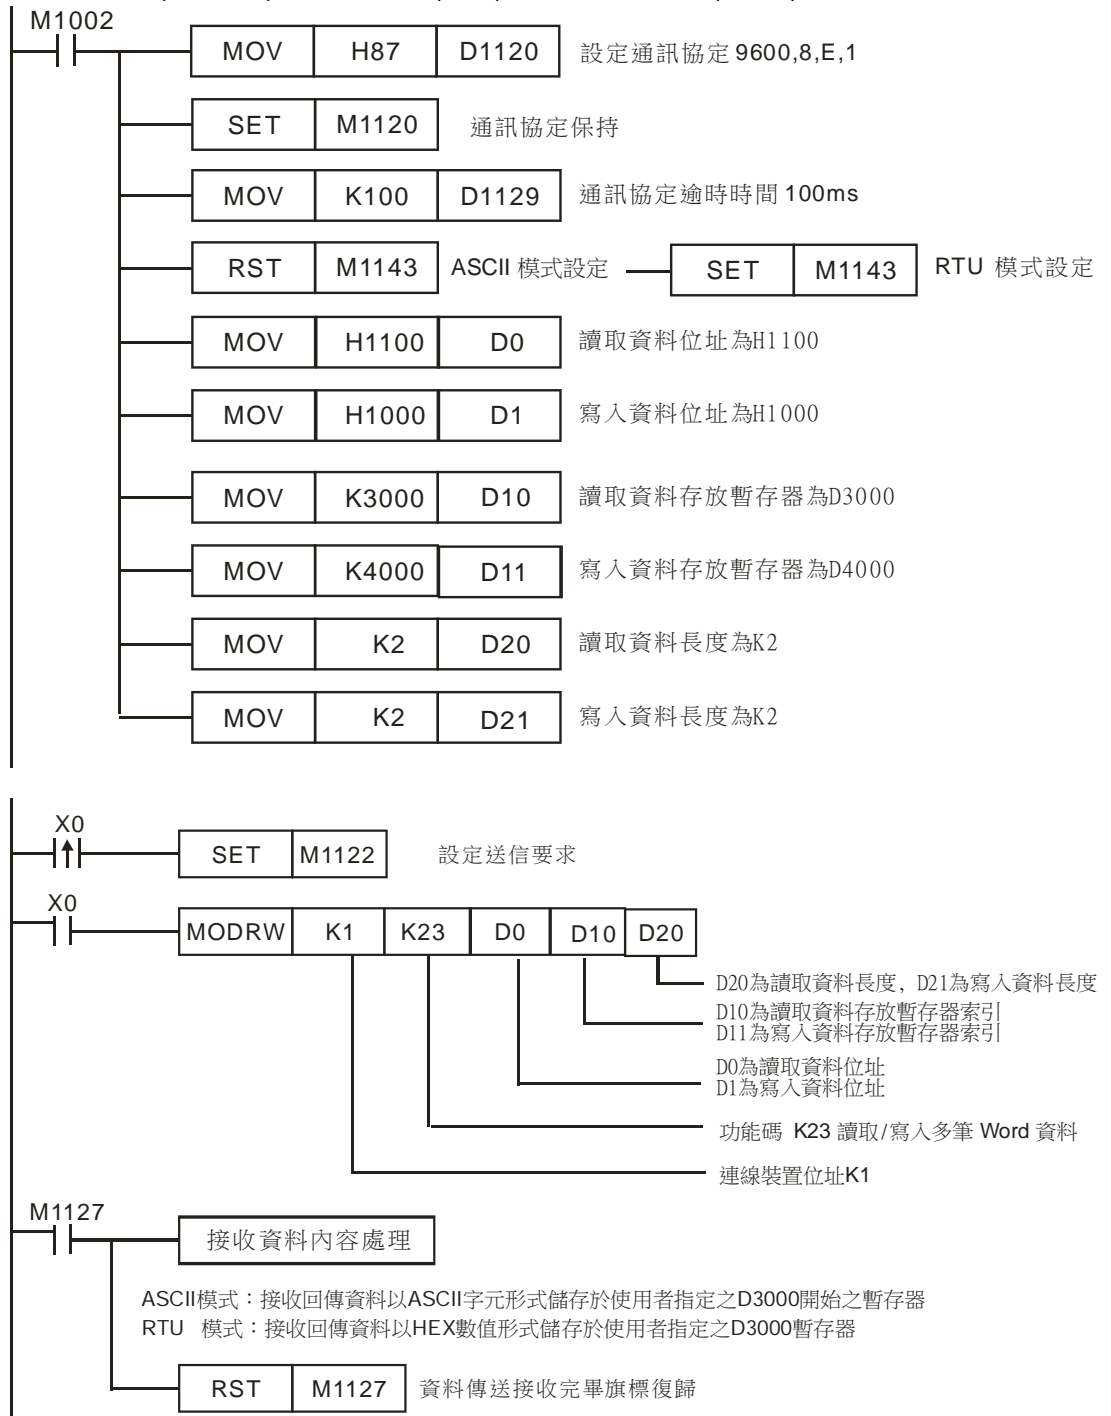 M1002
MOV H87 D1120 設定通訊協定 9600,8,E,1
SET M1120 通訊協定保持
MOV K100 D1129 通訊協定逾時時間 100ms
RST M1143 ASCII 模式設定 SET M1143 RTU 模式設定
MOV H1100 D0 讀取資料位址為H1100
MOV H1000 D1 寫入資料位址為H1000
MOV K3000 D10 讀取資料存放暫存器為D3000
MOV K4000 D11 寫入資料存放暫存器為D4000
MOV K2 D20 讀取資料長度為K2
MOV K2 D21 寫入資料長度為K2
X0
SET M1122 設定送信要求
X0
MODRW K1 K23 D0 D10 D20
D20為讀取資料長度, D21為寫入資料長度
D10為讀取資料存放暫存器索引
D11為寫入資料存放暫存器索引
D0為讀取資料位址
D1為寫入資料位址
功能碼 K23 讀取/寫入多筆 Word 資料
連線裝置位址K1
M1127
接收資料內容處理
ASCII模式：接收回傳資料以ASCII字元形式儲存於使用者指定之D3000開始之暫存器
RTU 模式：接收回傳資料以HEX數值形式儲存於使用者指定之D3000暫存器
RST M1127 資料傳送接收完畢旗標復歸